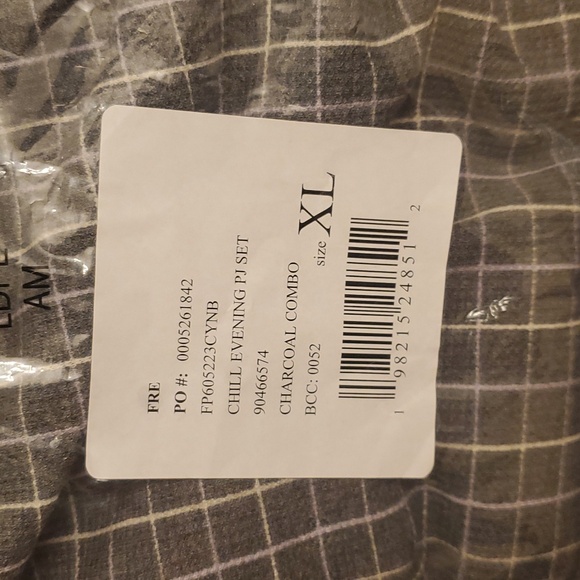 FRE
PO #: 0005261842
FP605223CYNB
CHILL EVENING PJ SET
90466574
CHARCOAL COMBO
BCC: 0052
size XL
1 98215 24851 2
AM